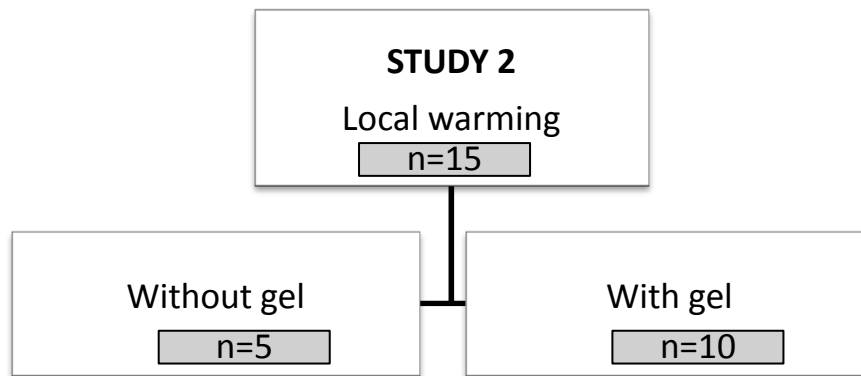 STUDY 2
Local warming
n=15
Without gel
n=5
With gel
n=10